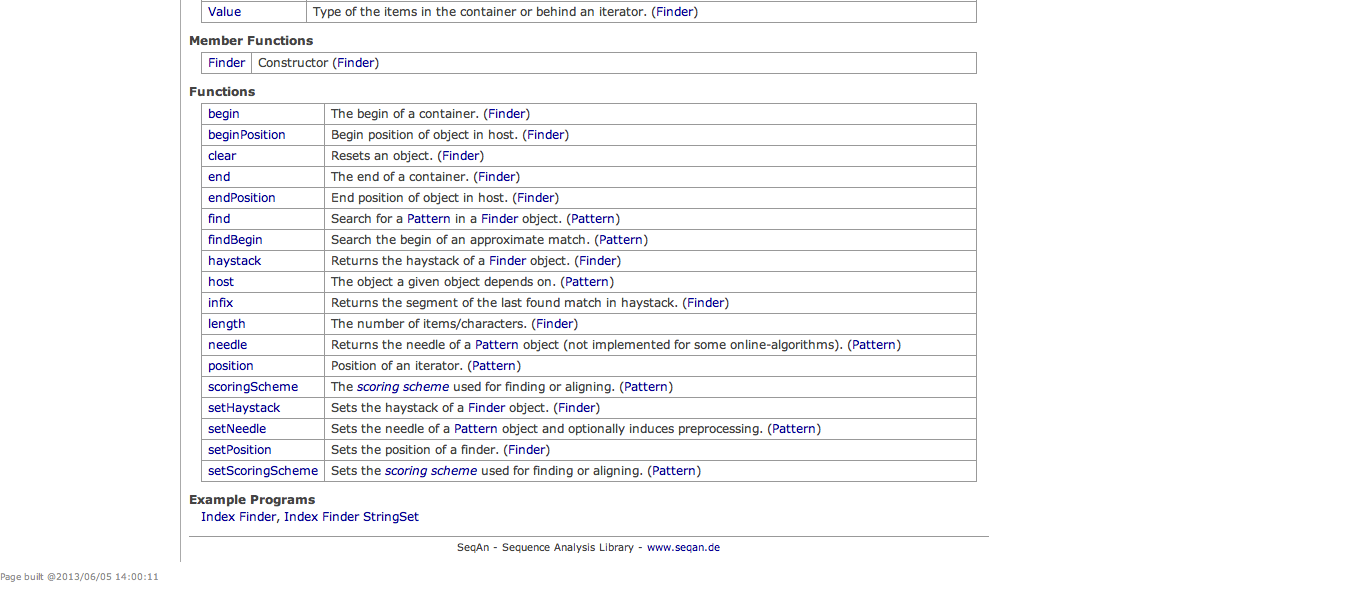 Value Type of the items in the container or behind an iterator. (Finder)
Member Functions
Finder Constructor (Finder)
Functions
begin The begin of a container. (Finder)
beginPosition Begin position of object in host. (Finder)
clear Resets an object. (Finder)
end The end of a container. (Finder)
endPosition End position of object in host. (Finder)
find Search for a Pattern in a Finder object. (Pattern)
findBegin Search the begin of an approximate match. (Pattern)
haystack Returns the haystack of a Finder object. (Finder)
host The object a given object depends on. (Pattern)
infix Returns the segment of the last found match in haystack. (Finder)
length The number of items/characters. (Finder)
needle Returns the needle of a Pattern object (not implemented for some online-algorithms). (Pattern)
position Position of an iterator. (Pattern)
scoringScheme The scoring scheme used for finding or aligning. (Pattern)
setHaystack Sets the haystack of a Finder object. (Finder)
setNeedle Sets the needle of a Pattern object and optionally induces preprocessing. (Pattern)
setPosition Sets the position of a finder. (Finder)
setScoringScheme Sets the scoring scheme used for finding or aligning. (Pattern)
Example Programs
Index Finder, Index Finder StringSet
SeqAn - Sequence Analysis Library - www.seqan.de
Page built @2013/06/05 14:00:11